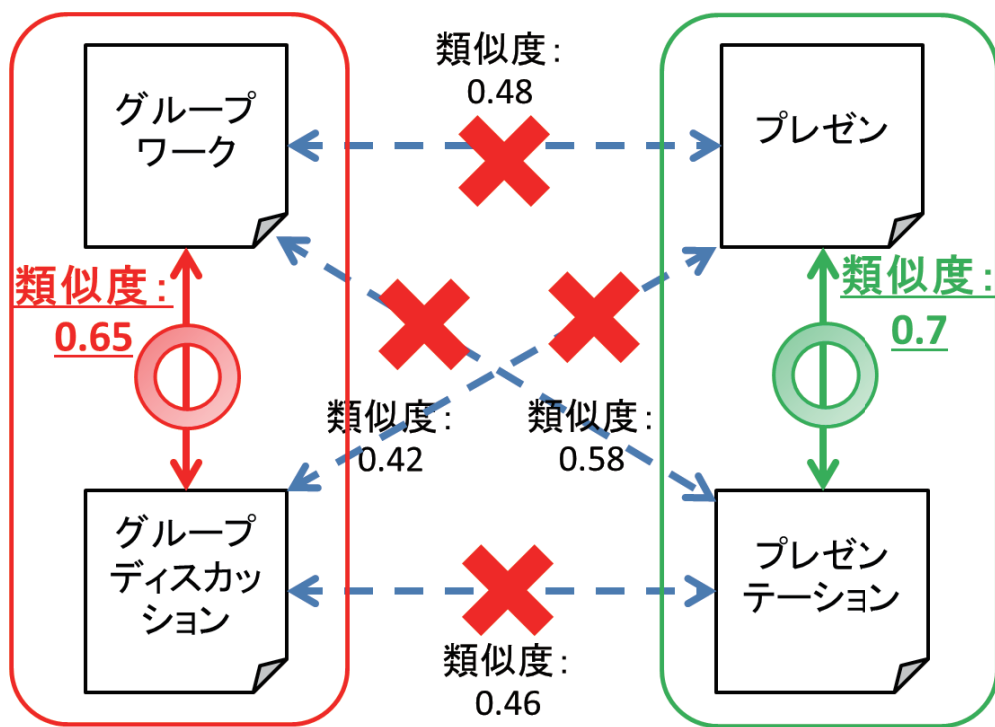 類似度:
0.48
グループ
ワーク
プレゼン
類似度:
0.65
類似度:
0.7
類似度:
0.42
類似度:
0.58
グループ
ディスカッ
ション
プレゼン
テーション
類似度:
0.46